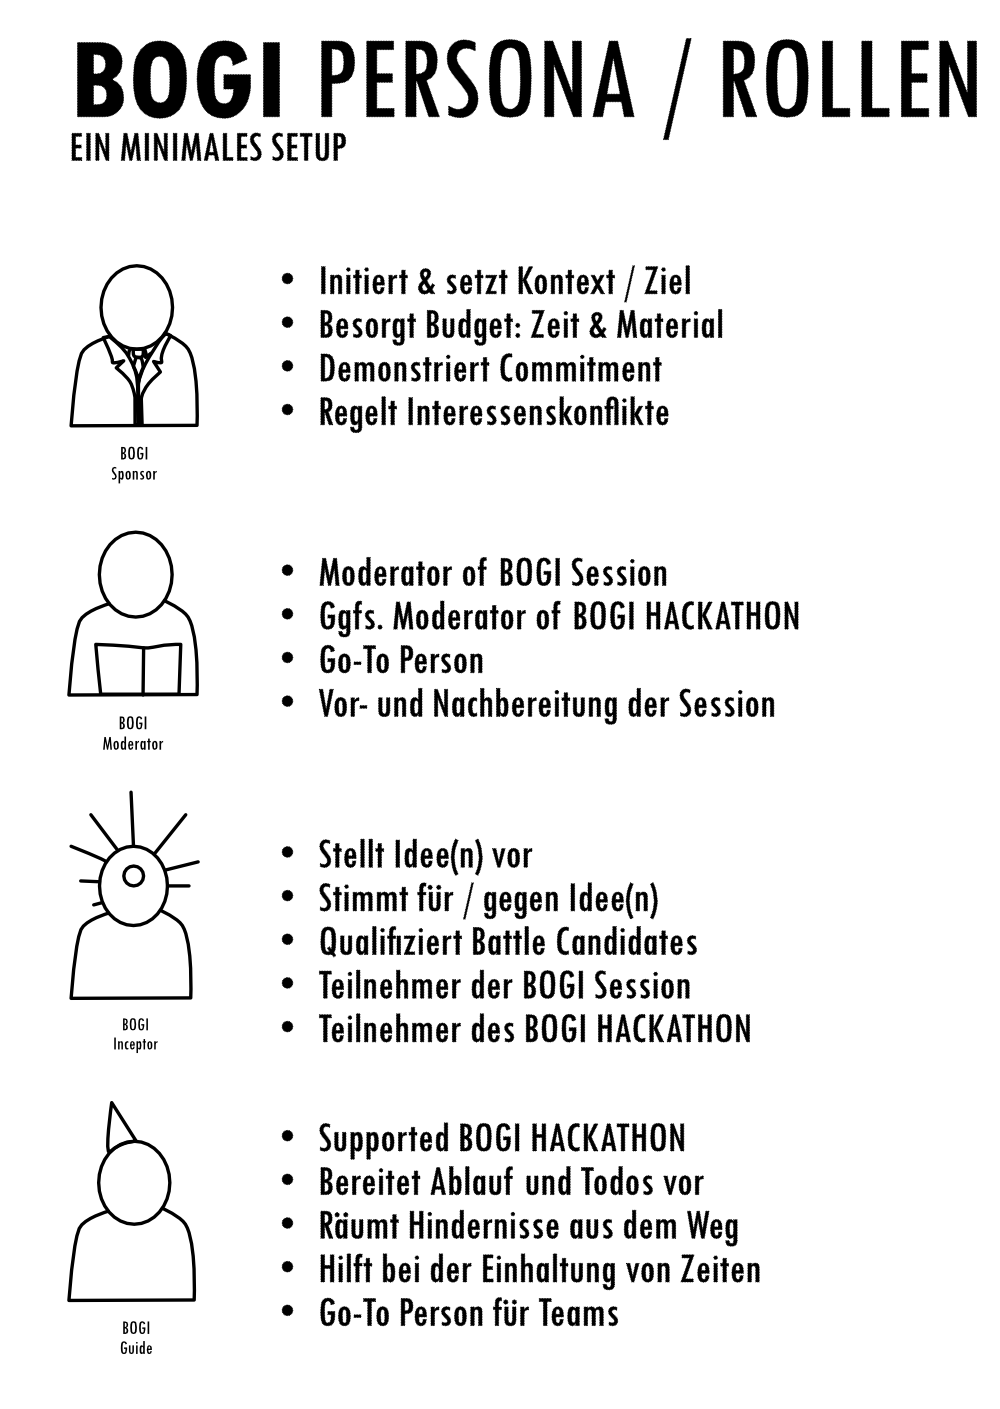 BOGI PERSONA / ROLLEN
EIN MINIMALES SETUP
• Initiert & setzt Kontext / Ziel
• Besorgt Budget: Zeit & Material
• Demonstriert Commitment
• Regelt Interessenskonflikte
BOGI
Sponsor
• Moderator of BOGI Session
• Ggfs. Moderator of BOGI HACKATHON
• Go-To Person
• Vor- und Nachbereitung der Session
BOGI
Moderator
• Stellt Idee(n) vor
• Stimmt für / gegen Idee(n)
• Qualifiziert Battle Candidates
• Teilnehmer der BOGI Session
• Teilnehmer des BOGI HACKATHON
BOGI
Inceptor
• Supported BOGI HACKATHON
• Bereitet Ablauf und Todos vor
• Räumt Hindernisse aus dem Weg
• Hilft bei der Einhaltung von Zeiten
• Go-To Person für Teams
BOGI
Guide